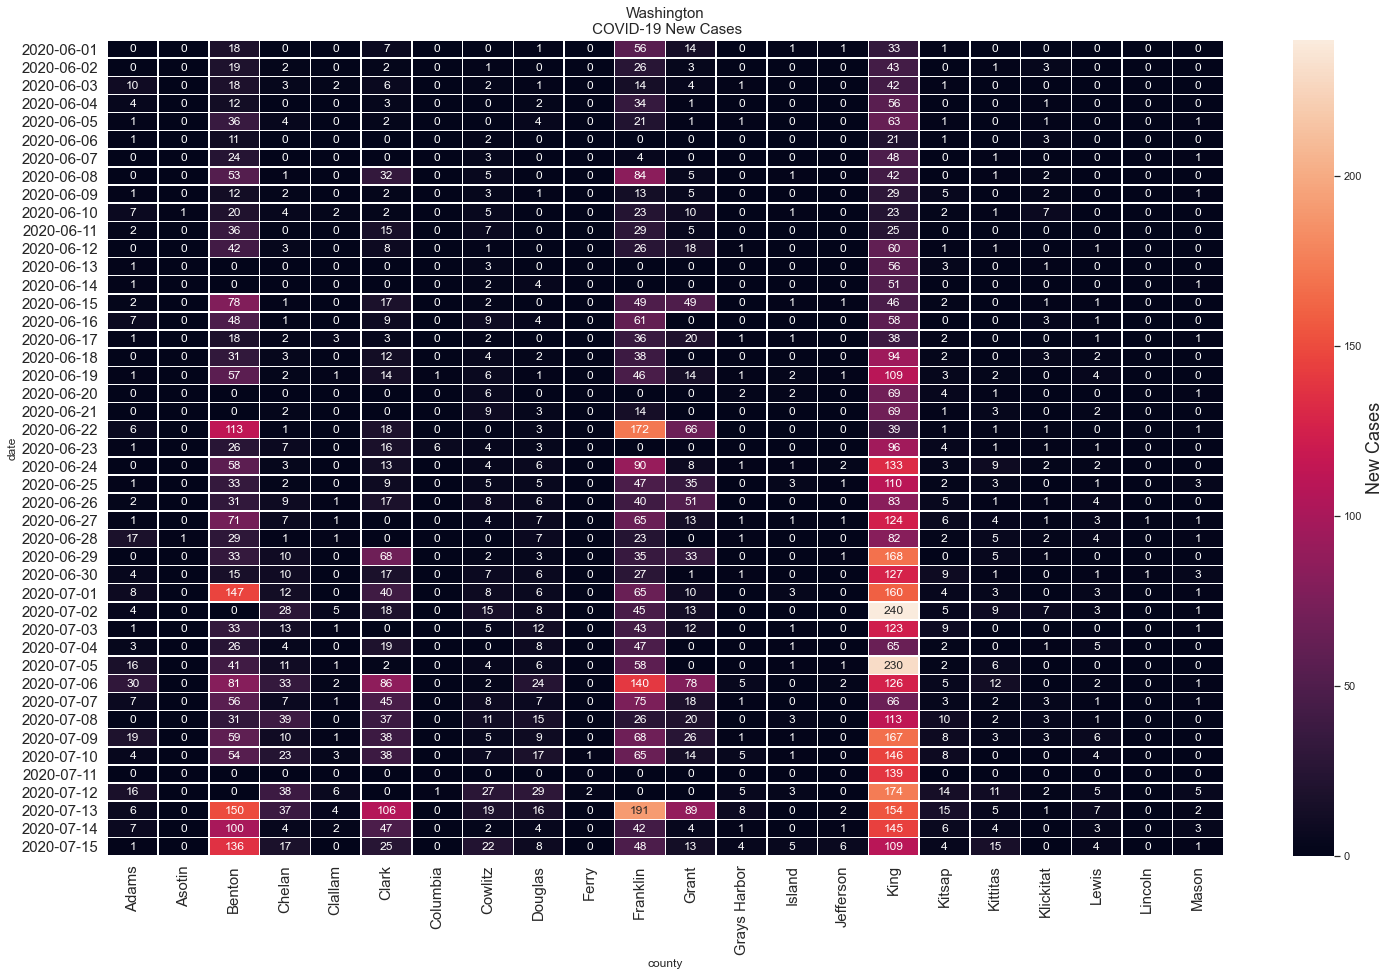 Washington
COVID-19 New Cases
2020-06-01 0 0 18 0 0 7 0 0 1 0 56 14 0 1 1 33 1 0 0 0 0 0
2020-06-02 0 0 19 2 0 2 0 1 0 0 26 3 0 0 0 43 0 1 3 0 0 0
2020-06-03 10 0 18 3 2 6 0 2 1 0 14 4 1 0 0 42 1 0 0 0 0 0
2020-06-04 4 0 12 0 0 3 0 0 2 0 34 1 0 0 0 56 0 0 1 0 0 0
2020-06-05 1 0 36 4 0 2 0 0 4 0 21 1 1 0 0 63 1 0 1 0 0 1
2020-06-06 1 0 11 0 0 0 0 2 0 0 0 0 0 0 0 21 1 0 3 0 0 0
2020-06-07 0 0 24 0 0 0 0 3 0 0 4 0 0 0 0 48 0 1 0 0 0 1
2020-06-08 0 0 53 1 0 32 0 5 0 0 84 5 0 1 0 42 0 1 2 0 0 0
2020-06-09 1 0 12 2 0 2 0 3 1 0 13 5 0 0 0 29 5 0 2 0 0 1
2020-06-10 7 1 20 4 2 2 0 5 0 0 23 10 0 1 0 23 2 1 7 0 0 0
2020-06-11 2 0 36 0 0 15 0 7 0 0 29 5 0 0 0 25 0 0 0 0 0 0
2020-06-12 0 0 42 3 0 8 0 1 0 0 26 18 1 0 0 60 1 1 0 1 0 0
2020-06-13 1 0 0 0 0 0 0 3 0 0 0 0 0 0 0 56 3 0 1 0 0 0
2020-06-14 1 0 0 0 0 0 0 2 4 0 0 0 0 0 0 51 0 0 0 0 0 1
2020-06-15 2 0 78 1 0 17 0 2 0 0 49 49 0 1 1 46 2 0 1 1 0 0
2020-06-16 7 0 48 1 0 9 0 9 4 0 61 0 0 0 0 58 0 0 3 1 0 0
2020-06-17 1 0 18 2 3 3 0 2 0 0 36 20 1 1 0 38 2 0 0 1 0 1
2020-06-18 0 0 31 3 0 12 0 4 2 0 38 0 0 0 0 94 2 0 3 2 0 0
2020-06-19 1 0 57 2 1 14 1 6 1 0 46 14 1 2 1 109 3 2 0 4 0 0
2020-06-20 0 0 0 0 0 0 0 6 0 0 0 0 2 2 0 69 4 1 0 0 0 1
2020-06-21 0 0 0 2 0 0 0 9 3 0 14 0 0 0 0 69 1 3 0 2 0 0
2020-06-22 6 0 113 1 0 18 0 0 3 0 172 66 0 0 0 39 1 1 1 0 0 1
2020-06-23 1 0 26 7 0 16 6 4 3 0 0 0 0 0 0 96 4 1 1 1 0 0
2020-06-24 0 0 58 3 0 13 0 4 6 0 90 8 1 1 2 133 3 9 2 2 0 0
2020-06-25 1 0 33 2 0 9 0 5 5 0 47 35 0 3 1 110 2 3 0 1 0 3
2020-06-26 2 0 31 9 1 17 0 8 6 0 40 51 0 0 0 83 5 1 1 4 0 0
2020-06-27 1 0 71 7 1 0 0 4 7 0 65 13 1 1 1 124 6 4 1 3 1 1
2020-06-28 17 1 29 1 1 0 0 0 7 0 23 0 1 0 0 82 2 5 2 4 0 1
2020-06-29 0 0 33 10 0 68 0 2 3 0 35 33 0 0 1 168 0 5 1 0 0 0
2020-06-30 4 0 15 10 0 17 0 7 6 0 27 1 1 0 0 127 9 1 0 1 1 3
2020-07-01 8 0 147 12 0 40 0 8 6 0 65 10 0 3 0 160 4 3 0 3 0 1
2020-07-02 4 0 0 28 5 18 0 15 8 0 45 13 0 0 0 240 5 9 7 3 0 1
2020-07-03 1 0 33 13 1 0 0 5 12 0 43 12 0 1 0 123 9 0 0 0 0 1
2020-07-04 3 0 26 4 0 19 0 0 8 0 47 0 0 1 0 65 2 0 1 5 0 0
2020-07-05 16 0 41 11 1 2 0 4 6 0 58 0 0 1 1 230 2 6 0 0 0 0
2020-07-06 30 0 81 33 2 86 0 2 24 0 140 78 5 0 2 126 5 12 0 2 0 1
2020-07-07 7 0 56 7 1 45 0 8 7 0 75 18 1 0 0 66 3 2 3 1 0 1
2020-07-08 0 0 31 39 0 37 0 11 15 0 26 20 0 3 0 113 10 2 3 1 0 0
2020-07-09 19 0 59 10 1 38 0 5 9 0 68 26 1 1 0 167 8 3 3 6 0 0
2020-07-10 4 0 54 23 3 38 0 7 17 1 65 14 5 1 0 146 8 0 0 4 0 0
2020-07-11 0 0 0 0 0 0 0 0 0 0 0 0 0 0 0 139 0 0 0 0 0 0
2020-07-12 16 0 0 38 6 0 1 27 29 2 0 0 5 3 0 174 14 11 2 5 0 5
2020-07-13 6 0 150 37 4 106 0 19 16 0 191 89 8 0 2 154 15 5 1 7 0 2
2020-07-14 7 0 100 4 2 47 0 2 4 0 42 4 1 0 1 145 6 4 0 3 0 3
2020-07-15 1 0 136 17 0 25 0 22 8 0 48 13 4 5 6 109 4 15 0 4 0 1
Adams Asotin Benton Chelan Clallam Clark Columbia Cowlitz Douglas Ferry Franklin Grant Grays Harbor Island Jefferson King Kitsap Kittitas Klickitat Lewis Lincoln Mason
county
date
200
150
100
50
0
New Cases